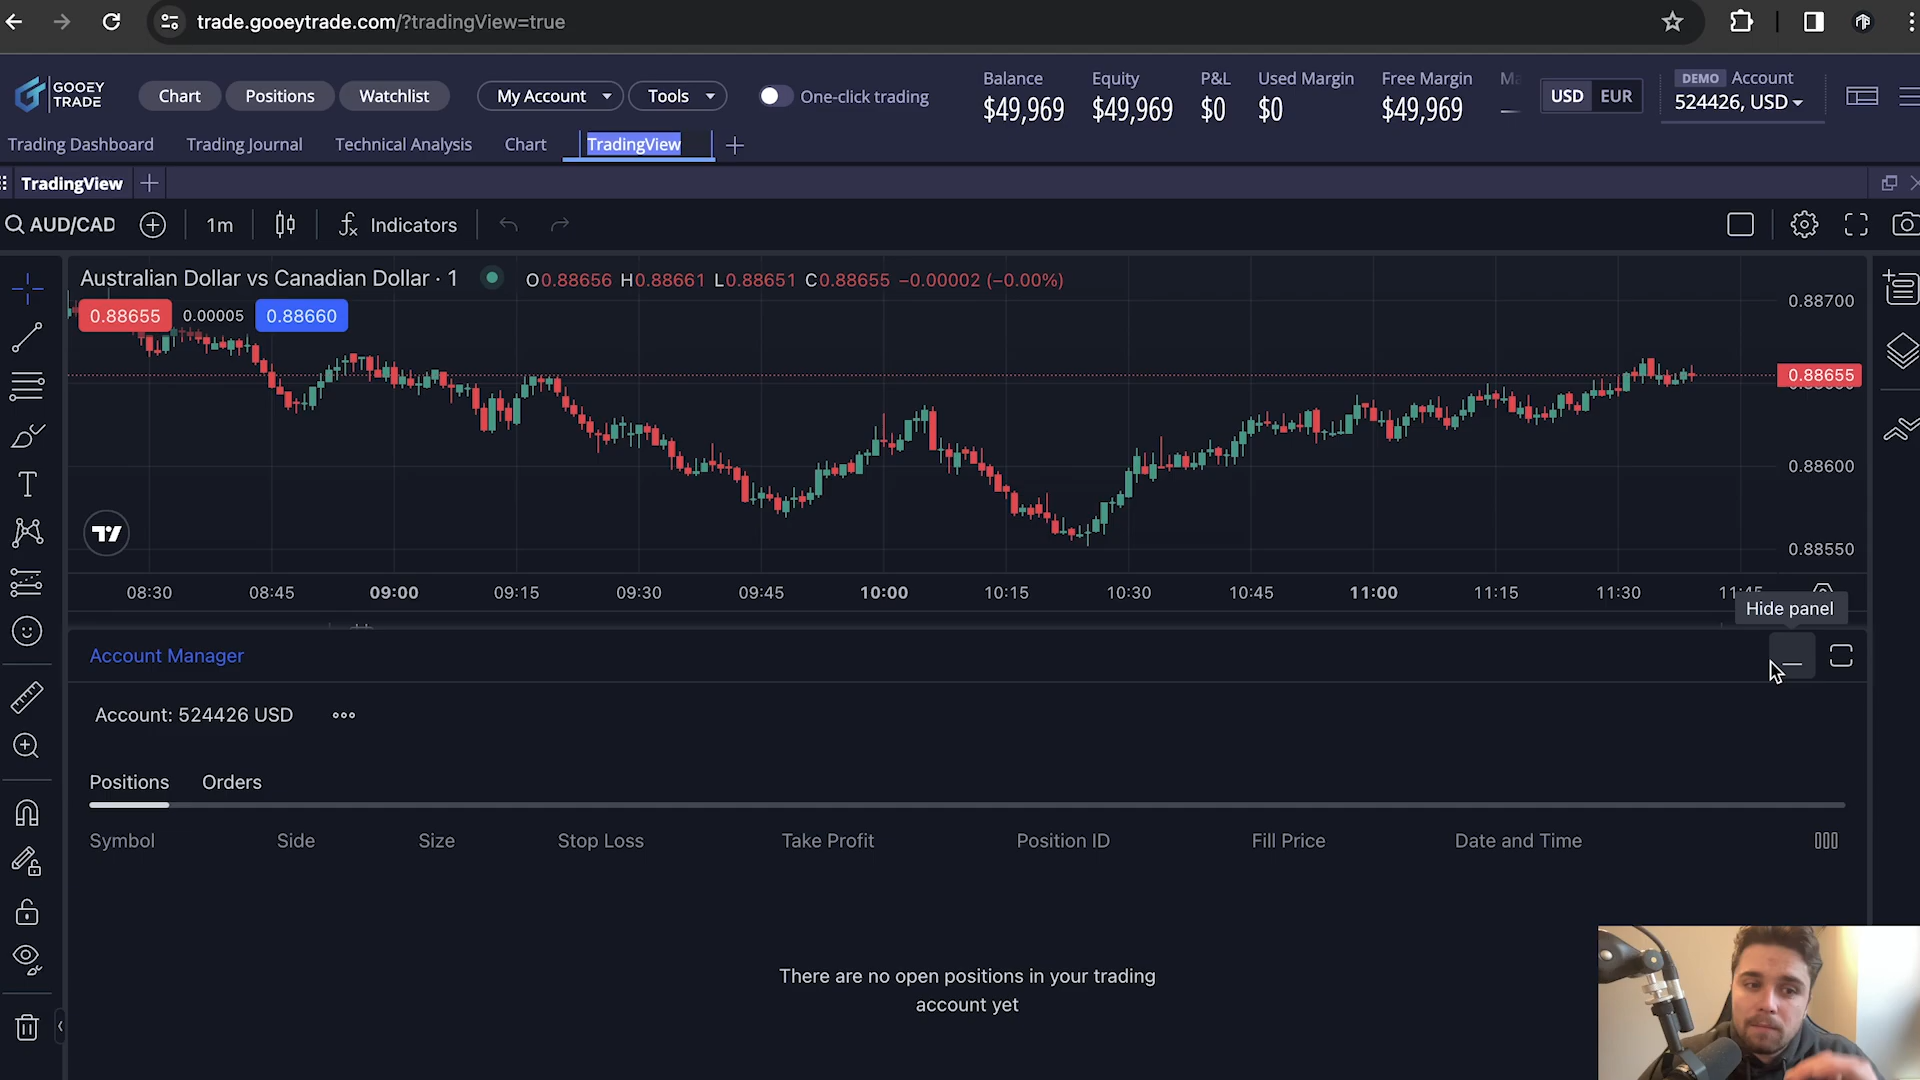 trade.gooeytrade.com/?tradingView=true
GOOEY
TRADE
Chart
Positions
Watchlist
My Account
Tools
One-click trading
Balance
$49,969
Equity
$49,969
P&L
$0
Used Margin
$0
Free Margin
$49,969
USD
EUR
DEMO Account
524426, USD
Trading Dashboard
Trading Journal
Technical Analysis
Chart
TradingView
TradingView
AUD/CAD
1m
Indicators
Australian Dollar vs Canadian Dollar · 1
O0.88656 H0.88661 L0.88651 C0.88655 −0.00002 (−0.00%)
0.88655
0.00005
0.88660
0.88700
0.88655
0.88600
0.88550
08:30
08:45
09:00
09:15
09:30
09:45
10:00
10:15
10:30
10:45
11:00
11:15
11:30
Hide panel
Account Manager
Account: 524426 USD
Positions
Orders
Symbol
Side
Size
Stop Loss
Take Profit
Position ID
Fill Price
Date and Time
There are no open positions in your trading
account yet